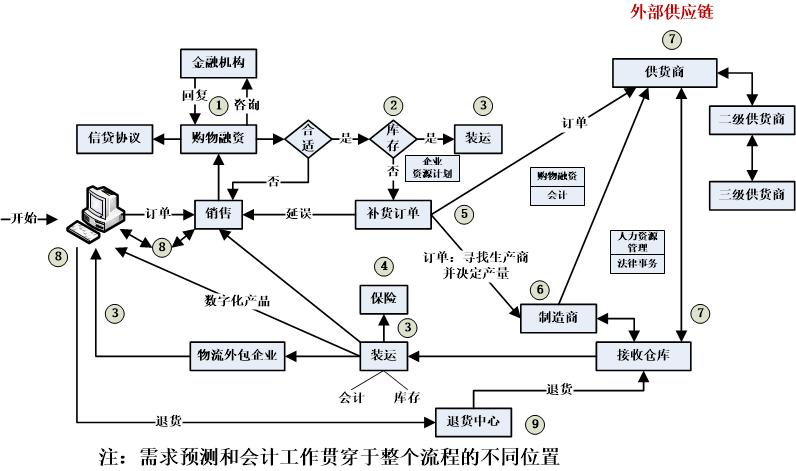 外部供应链
⑦
金融机构
供货商
回复
咨询
①
②
③
信贷协议
购物融资
合适
是
库存
是
装运
订单
二级供货商
否
否
企业
资源计划
购物融资
会计
三级供货商
开始
订单
销售
延误
补货订单
⑤
⑧
⑧
订单：寻找生产商
并决定产量
人力资源
管理
法律事务
④
数字化产品
保险
⑥
③
③
制造商
⑦
物流外包企业
装运
接收仓库
会计
库存
退货
退货
退货中心
⑨
注：需求预测和会计工作贯穿于整个流程的不同位置